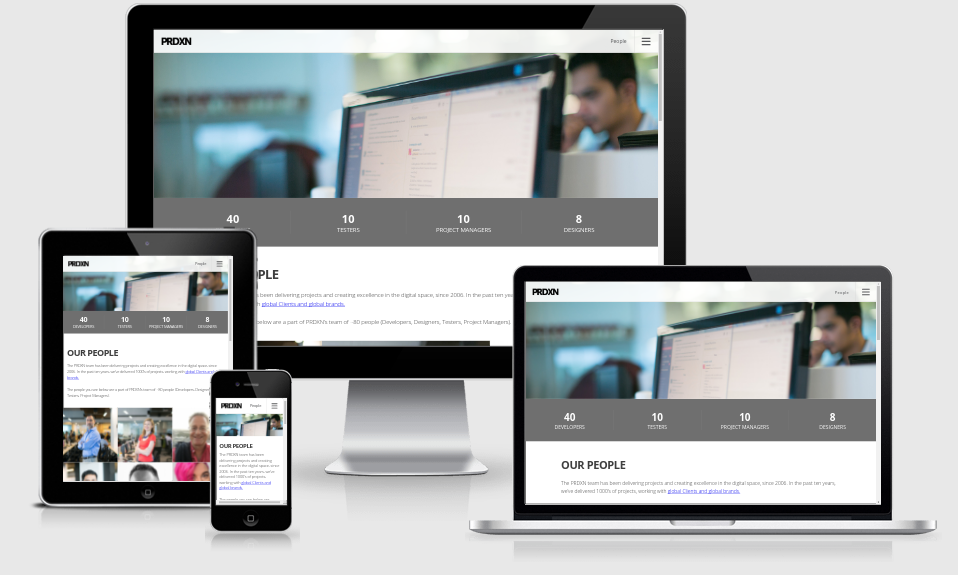 PRDXN
People
40
10
10
8
TESTERS
PROJECT MANAGERS
DESIGNERS
PLE
been delivering projects and creating excellence in the digital space, since 2006. In the past ten
global Clients and global brands.
below are a part of PRDXN's team of - 80 people (Developers, Designers, Testers, Project Managers).
PRDXN
People
40
10
10
8
DEVELOPERS
TESTERS
PROJECT MANAGERS
DESIGNERS
OUR PEOPLE
The PRDXN team has been delivering projects and creating excellence in the digital space, since
2006. In the past ten years, we've delivered 1000's of projects, working with global Clients and
global brands.
The people you see below are a part of PRDXN's team of - 80 people (Developers, Designers,
Testers, Project Managers).
PRDXN
People
OUR PEOPLE
The PRDXN team has been
delivering projects and creating
excellence in the digital space,
since 2006. In the past ten years, we've
delivered 1000's of projects,
working with global Clients and
global brands.
PRDXN
People
40
10
10
8
DEVELOPERS
TESTERS
PROJECT MANAGERS
DESIGNERS
OUR PEOPLE
The PRDXN team has been delivering projects and creating excellence in the digital space, since 2006. In the past ten years,
we've delivered 1000's of projects, working with global Clients and global brands.